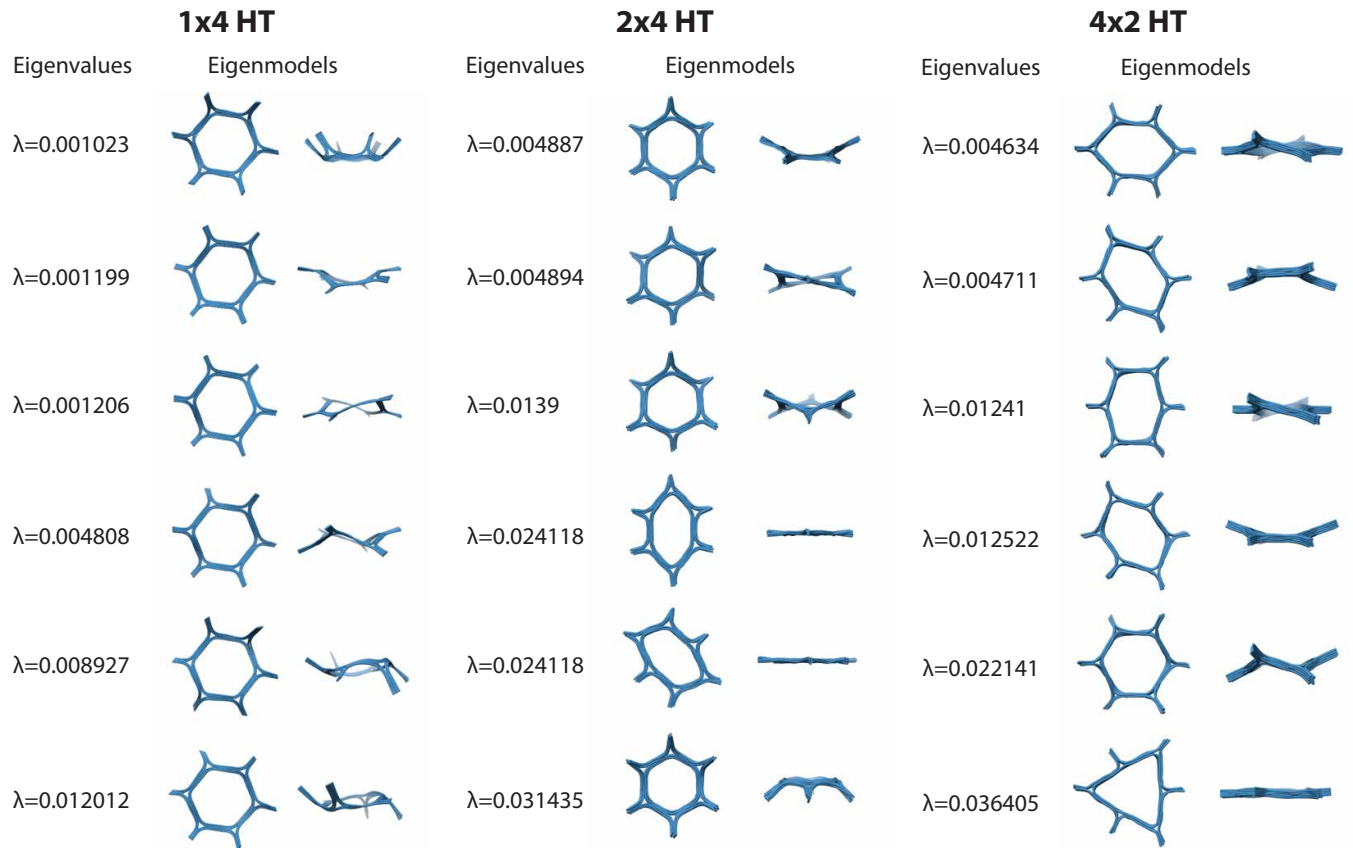 1x4 HT 2x4 HT 4x2 HT
Eigenvalues Eigenmodels Eigenvalues Eigenmodels Eigenvalues Eigenmodels
λ=0.001023 λ=0.004887 λ=0.004634
λ=0.001199 λ=0.004894 λ=0.004711
λ=0.001206 λ=0.0139 λ=0.01241
λ=0.004808 λ=0.024118 λ=0.012522
λ=0.008927 λ=0.024118 λ=0.022141
λ=0.012012 λ=0.031435 λ=0.036405